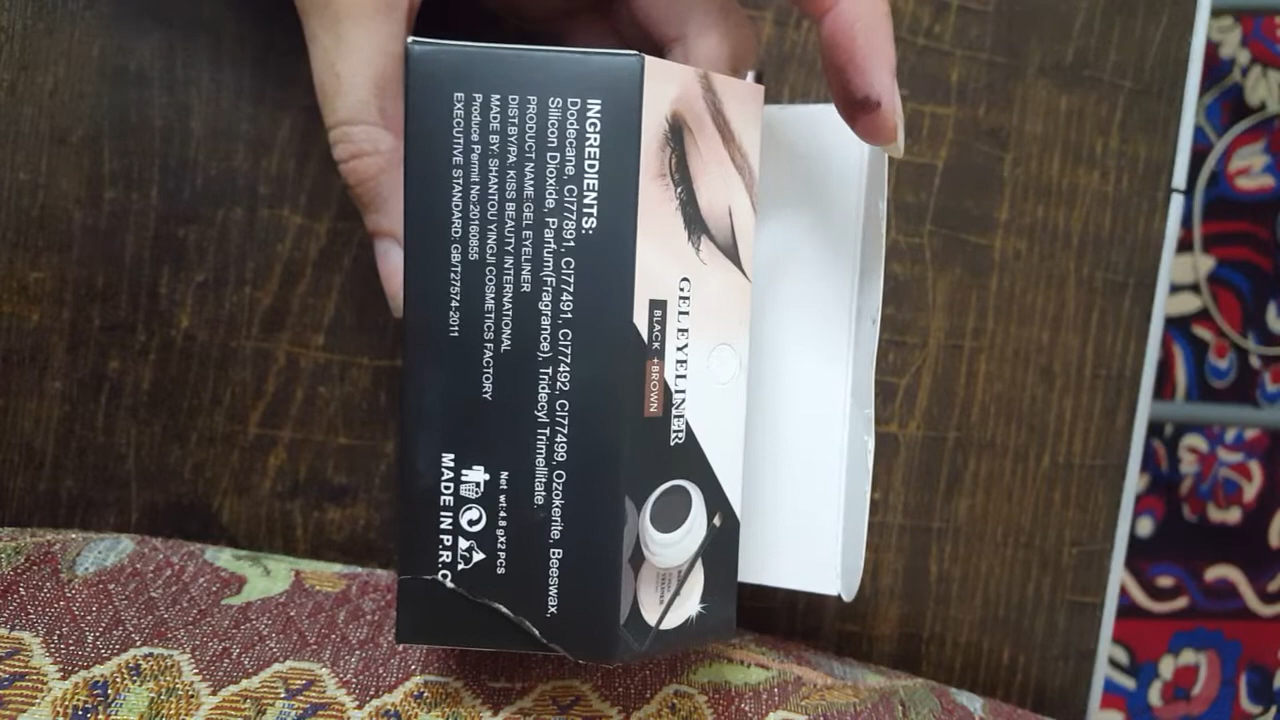 INGREDIENTS:
Dodecane, CI77891, CI77491, CI77492, CI77499, Ozokerite, Beeswax,
Silicon Dioxide, Parfum(Fragrance), Tridecyl Trimellitate.
PRODUCT NAME:GEL EYELINER
DIST.BY/PA: KISS BEAUTY INTERNATIONAL
MADE BY: SHANTOU YINGJI COSMETICS FACTORY
Produce Permit No:20160855
EXECUTIVE STANDARD: GB/T27574-2011
Net wt:4.8 gX2 PCS
MADE IN P.R.C
GEL EYELINER
BLACK +BROWN